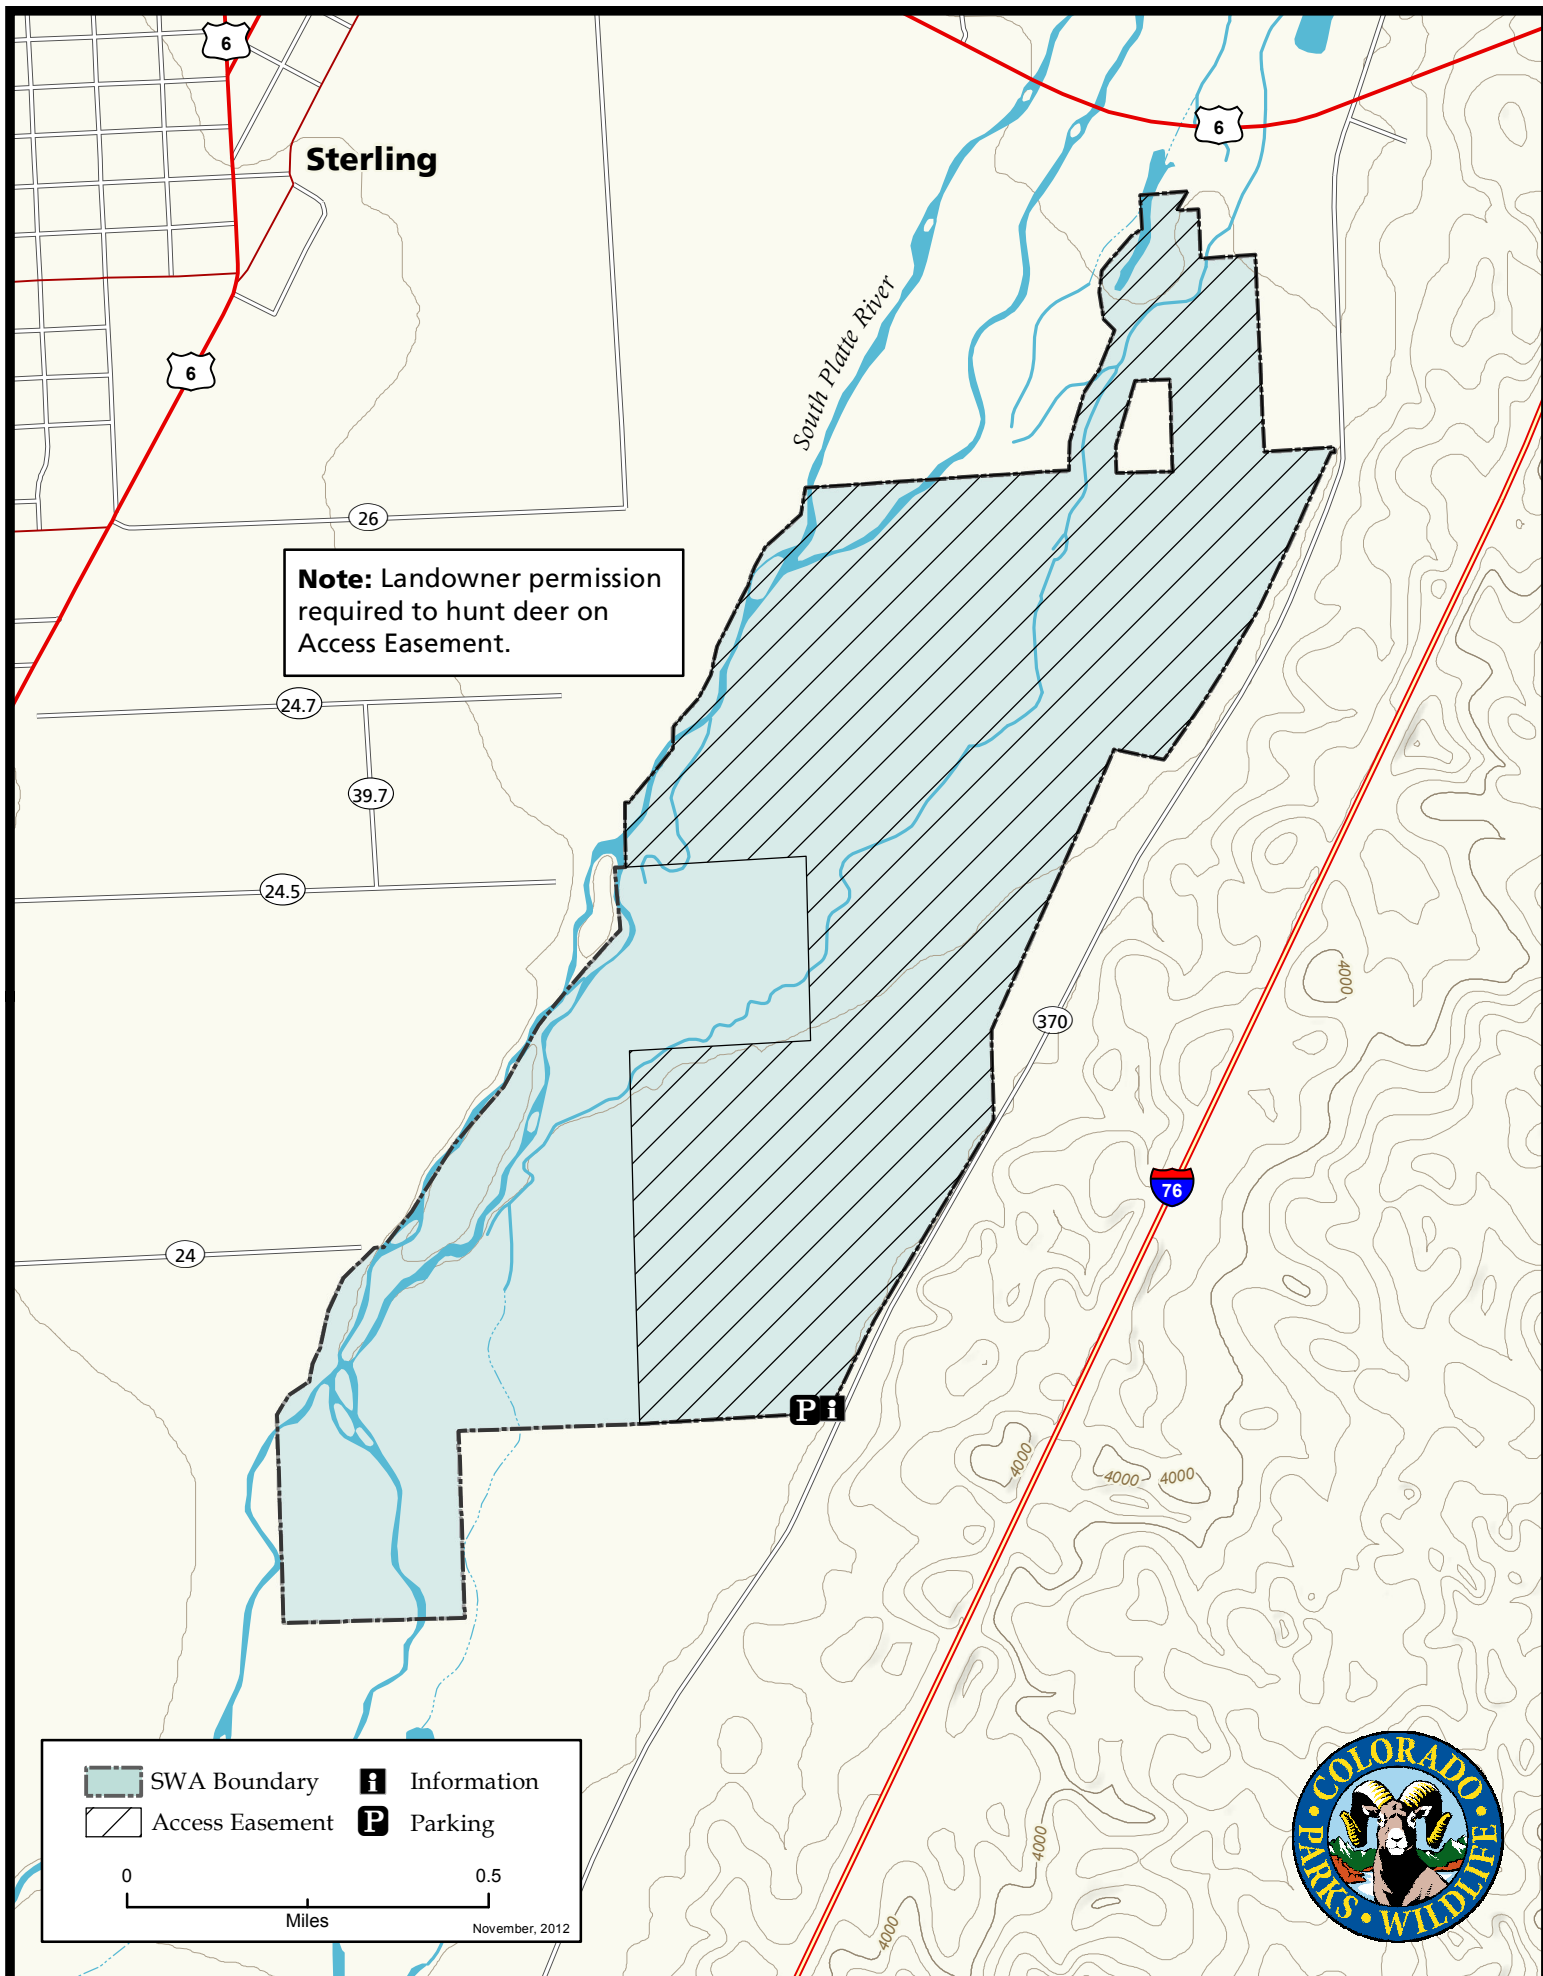 6
6
Sterling
South Platte River
6
26
Note: Landowner permission
required to hunt deer on
Access Easement.
24.7
39.7
24.5
4000
370
76
24
P i
4000
4000
4000
SWA Boundary
i Information
Access Easement
P Parking
0 0.5
Miles
November, 2012
4000
4000
COLORADO
PARKS • WILDLIFE